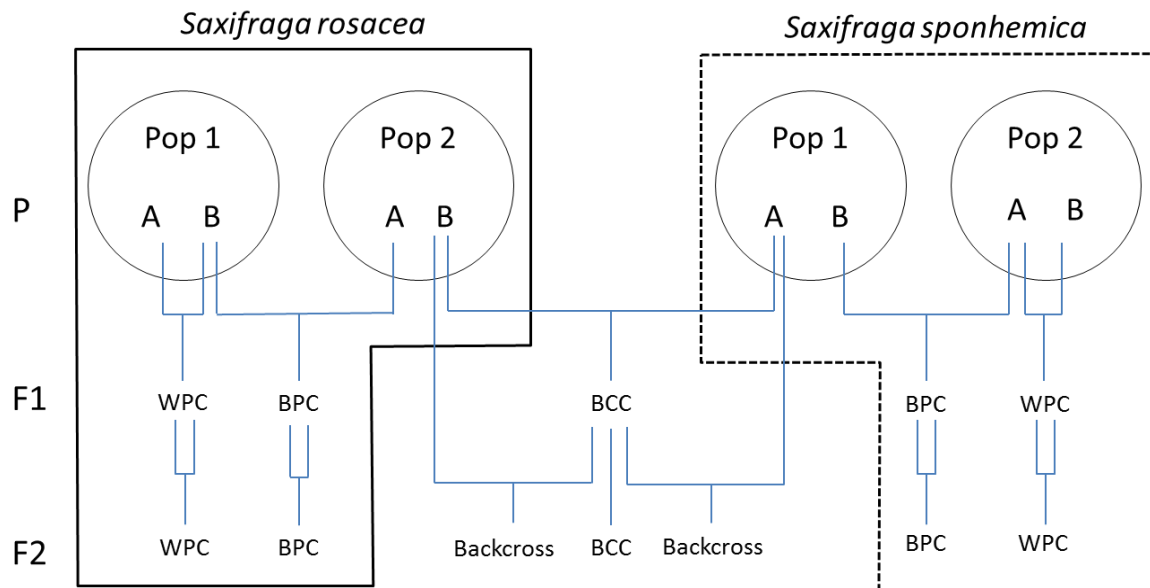 Saxifraga rosacea Saxifraga sponhemica
Pop 1 Pop 2 Pop 1 Pop 2
P A B A B A B A B
F1 WPC BPC BCC BPC WPC
F2 WPC BPC Backcross BCC Backcross BPC WPC